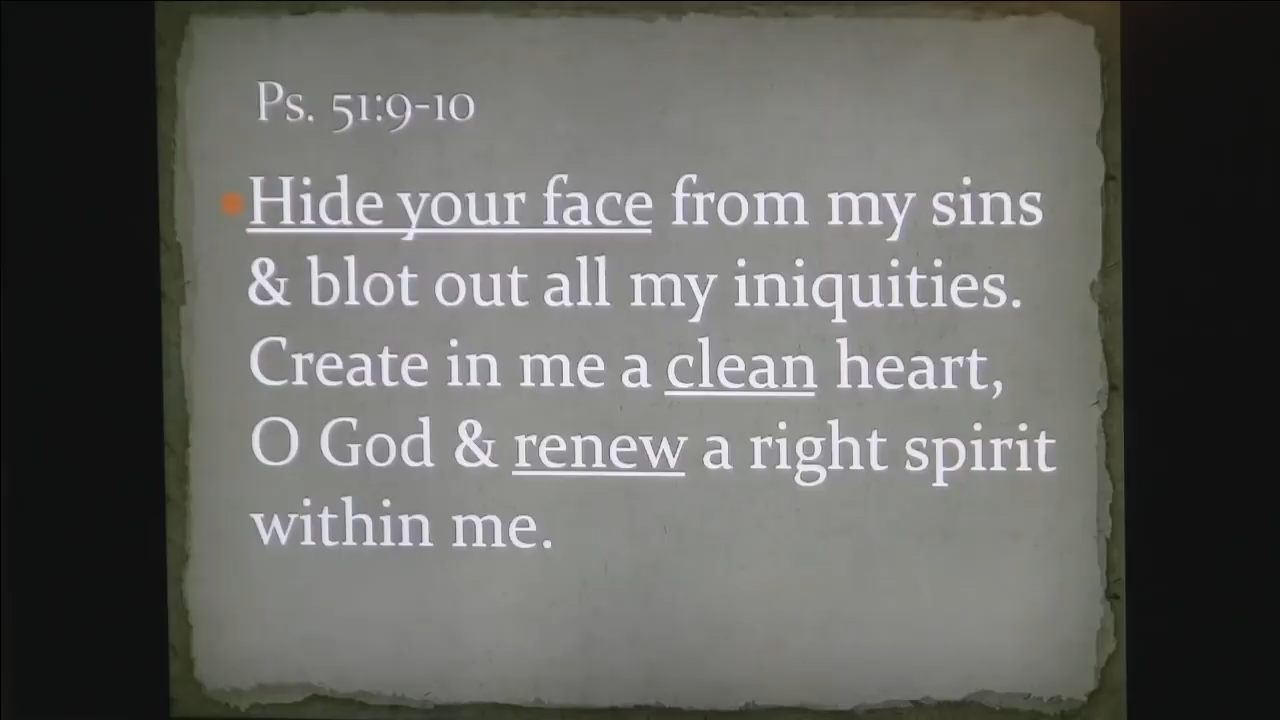 Ps. 51:9-10
Hide your face from my sins
& blot out all my iniquities.
Create in me a clean heart,
O God & renew a right spirit
within me.